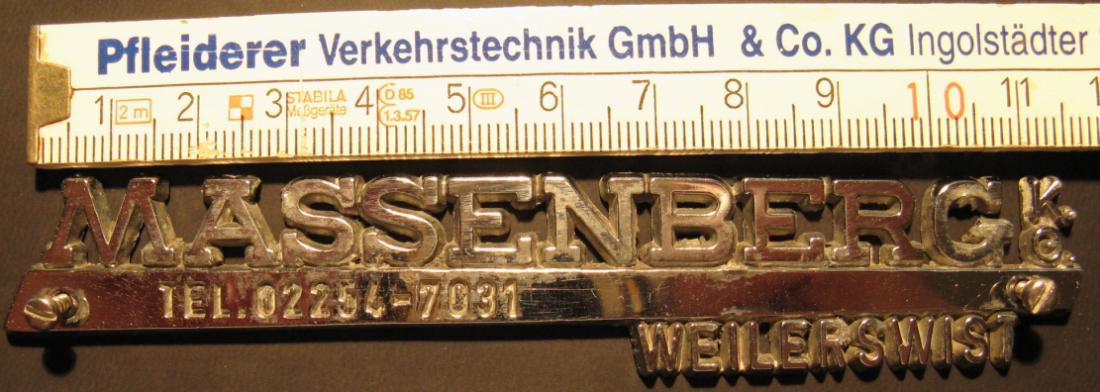 Pfleiderer Verkehrstechnik GmbH & Co. KG Ingolstädter
1 2 m 2 3 STABILA Meßgeräte 4 D 85 1.3.57 5 III 6 7 8 9 10 11
MASSENBERG K.G.
TEL. 02254-7031
WEILERSWIST